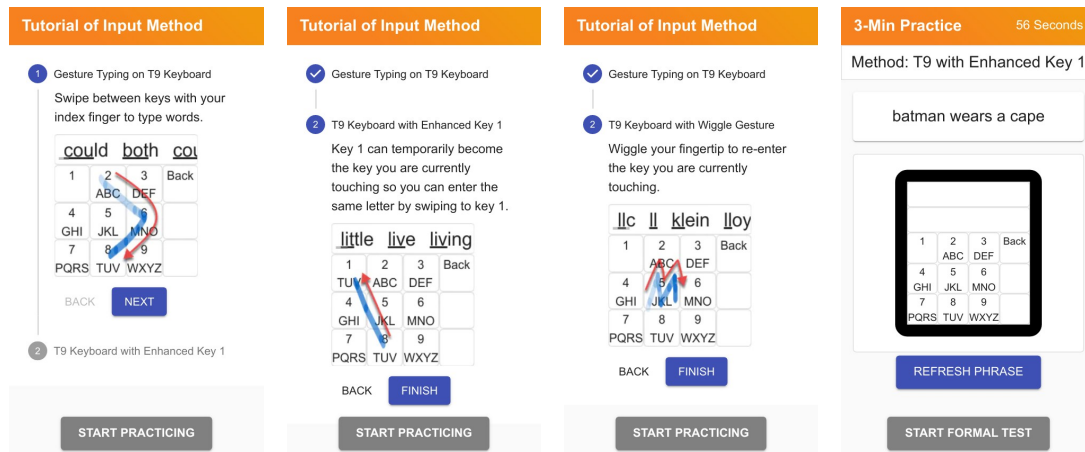 Tutorial of Input Method
1
Gesture Typing on T9 Keyboard
Swipe between keys with your
index finger to type words.
could both cou
1 2 3 Back
ABC DEF
4 5 6
GHI JKL MNO
7 8 9
PQRS TUV WXYZ
BACK NEXT
2
T9 Keyboard with Enhanced Key 1
START PRACTICING
Tutorial of Input Method
Gesture Typing on T9 Keyboard
2
T9 Keyboard with Enhanced Key 1
Key 1 can temporarily become
the key you are currently
touching so you can enter the
same letter by swiping to key 1.
little live living
1 2 3 Back
TUV ABC DEF
4 5 6
GHI JKL MNO
7 8 9
PQRS TUV WXYZ
BACK FINISH
START PRACTICING
Tutorial of Input Method
Gesture Typing on T9 Keyboard
2
T9 Keyboard with Wiggle Gesture
Wiggle your fingertip to re-enter
the key you are currently
touching.
llc ll klein lloy
1 2 3 Back
ABC DEF
4 5 6
GHI JKL MNO
7 8 9
PQRS TUV WXYZ
BACK FINISH
START PRACTICING
3-Min Practice 56 Seconds
Method: T9 with Enhanced Key 1
batman wears a cape
1 2 3 Back
ABC DEF
4 5 6
GHI JKL MNO
7 8 9
PQRS TUV WXYZ
REFRESH PHRASE
START FORMAL TEST